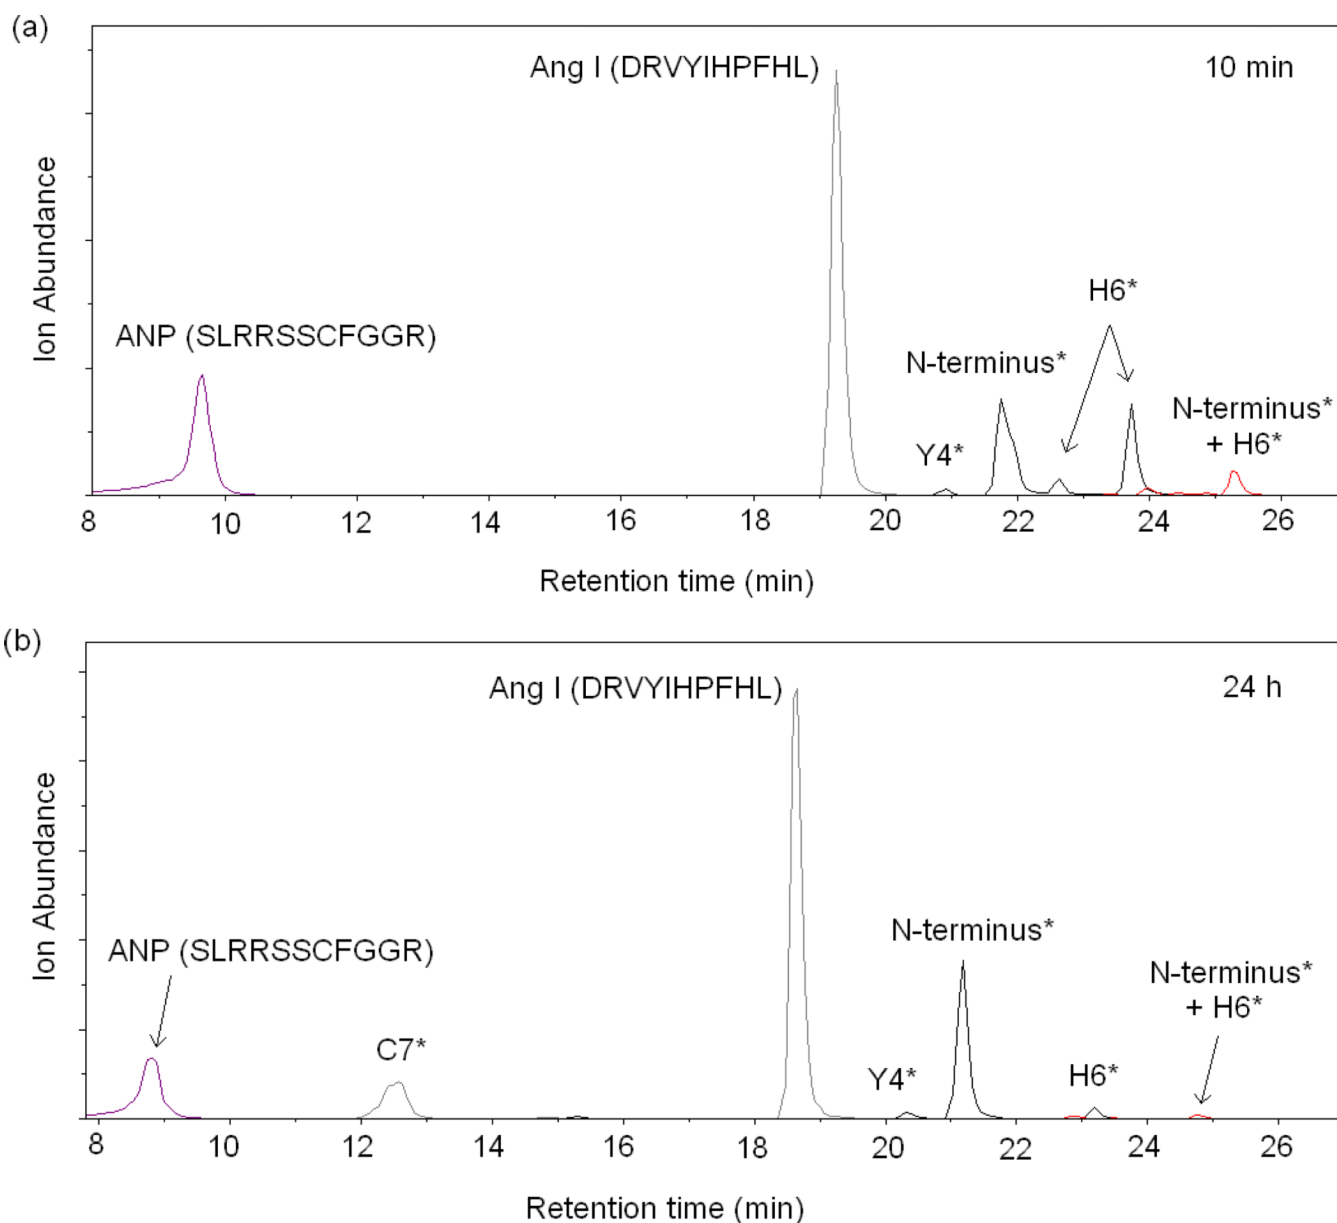 (a)
Ang I (DRVYIHPFHL)
10 min
Ion Abundance
H6*
ANP (SLRRSSCFGGR)
N-terminus*
N-terminus*
+ H6*
Y4*
8 10 12 14 16 18 20 22 24 26
Retention time (min)
(b)
Ang I (DRVYIHPFHL)
24 h
Ion Abundance
N-terminus*
ANP (SLRRSSCFGGR)
N-terminus*
+ H6*
C7*
Y4*
H6*
8 10 12 14 16 18 20 22 24 26
Retention time (min)